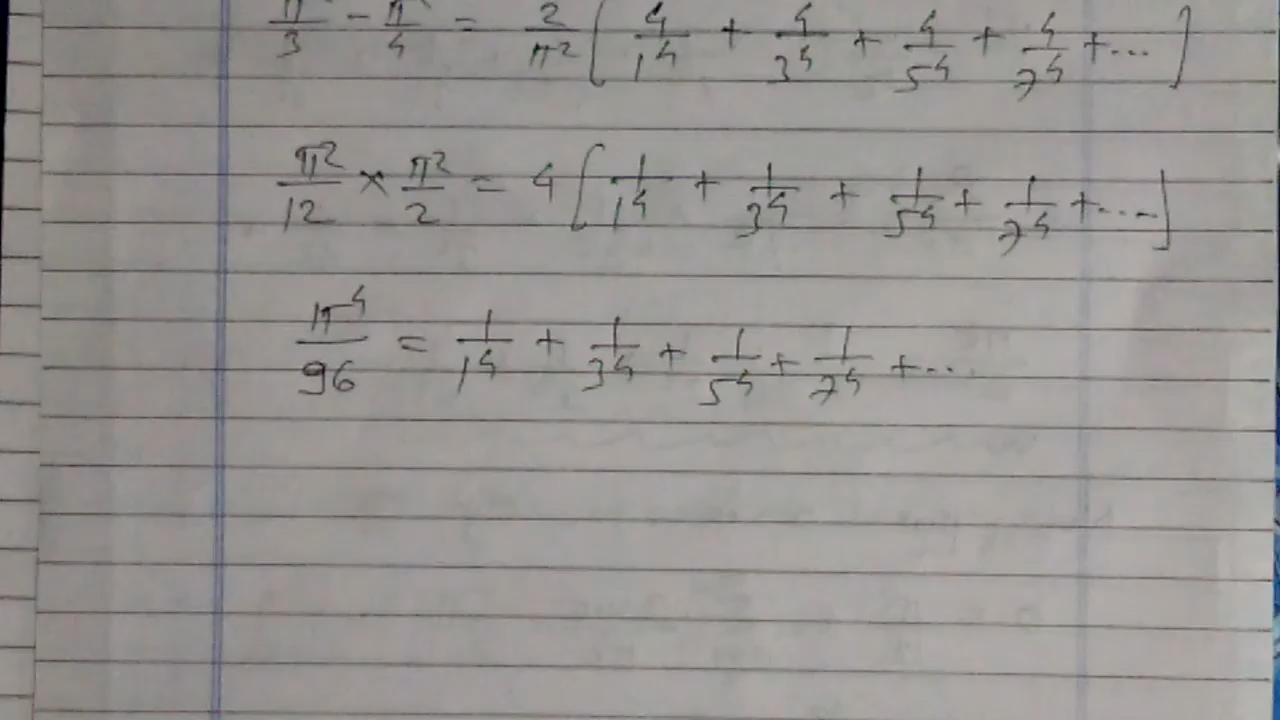 π²/3 - π²/4 = 2/π² [ 4/1⁴ + 4/3⁴ + 4/5⁴ + 4/7⁴ + ... ]
π²/12 × π²/2 = 4 [ 1/1⁴ + 1/3⁴ + 1/5⁴ + 1/7⁴ + .... ]
π⁴/96 = 1/1⁴ + 1/3⁴ + 1/5⁴ + 1/7⁴ + ...